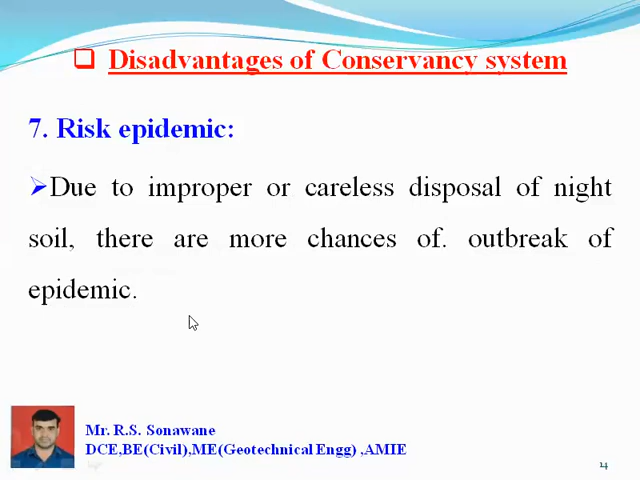 Disadvantages of Conservancy system
7. Risk epidemic:
Due to improper or careless disposal of night
soil, there are more chances of. outbreak of
epidemic.
Mr. R.S. Sonawane
DCE,BE(Civil),ME(Geotechnical Engg) ,AMIE
14